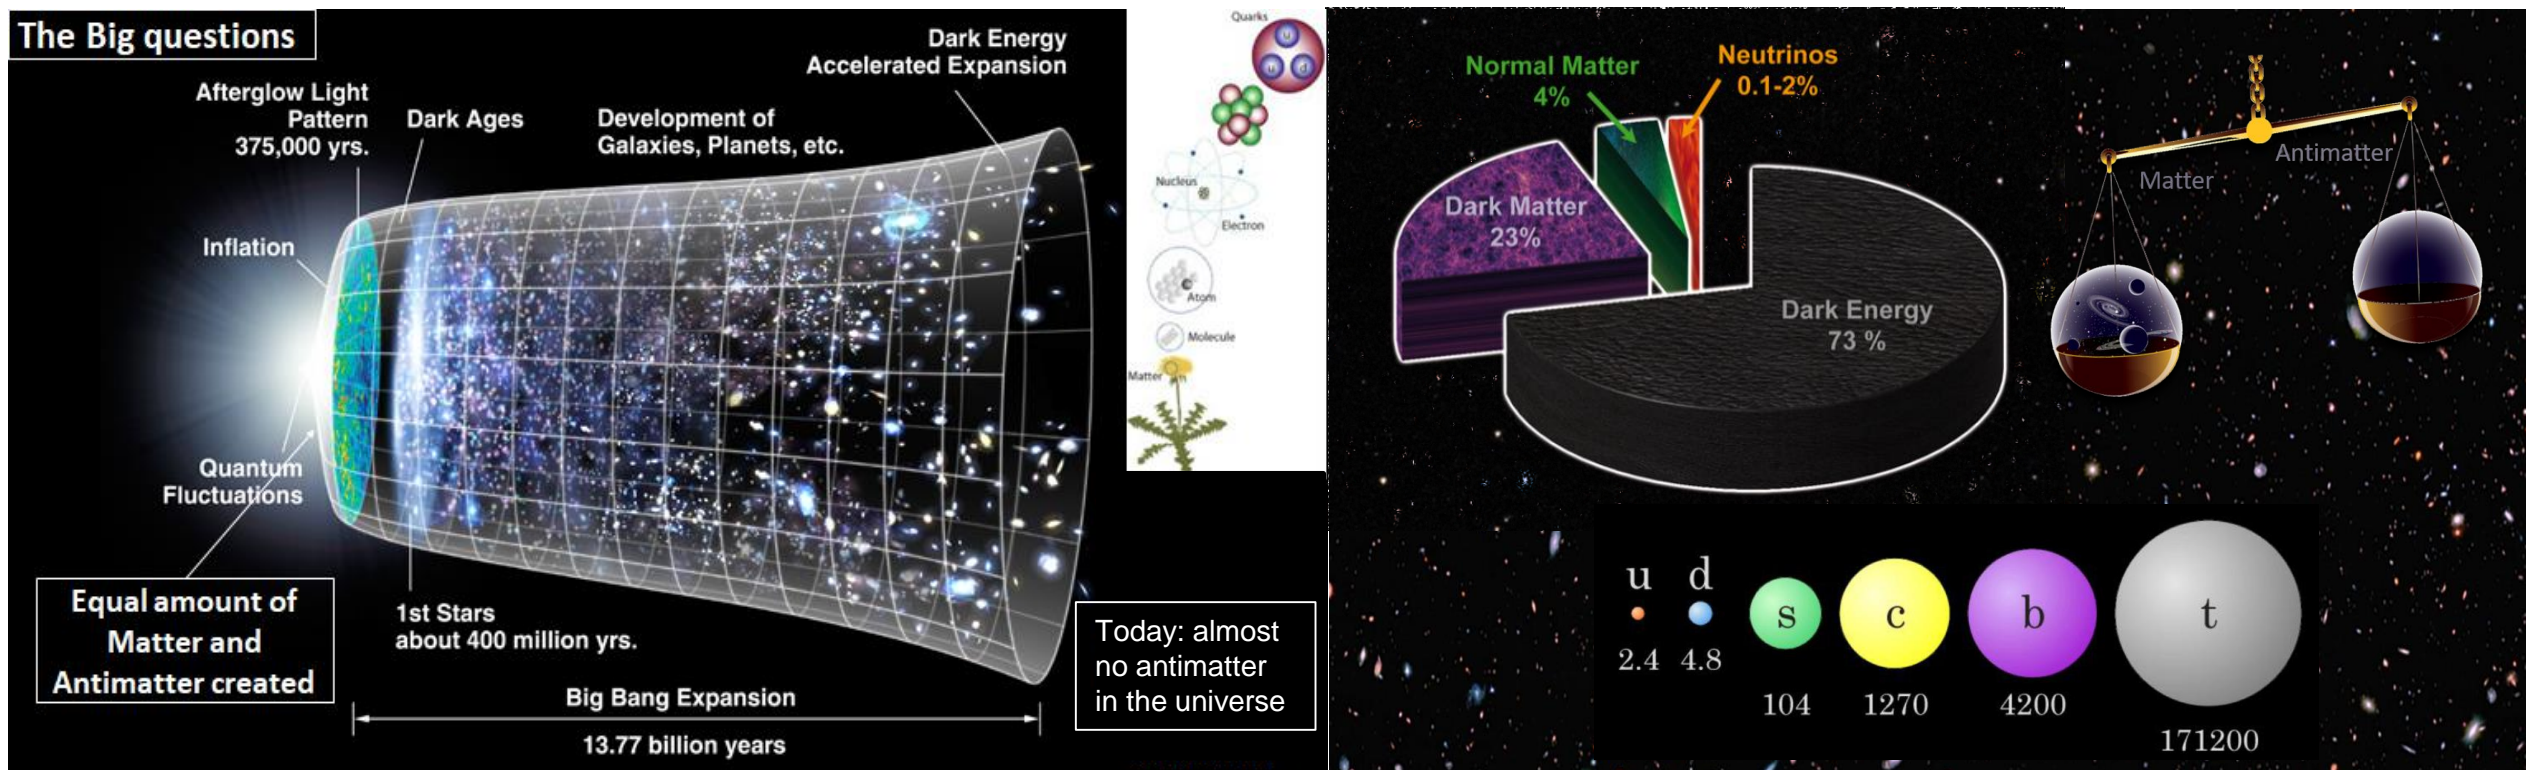 The Big questions
Dark Energy
Accelerated Expansion
Afterglow Light
Pattern
375,000 yrs.
Dark Ages
Development of
Galaxies, Planets, etc.
Inflation
Quantum
Fluctuations
Equal amount of
Matter and
Antimatter created
1st Stars
about 400 million yrs.
Big Bang Expansion
13.77 billion years
Today: almost
no antimatter
in the universe
Quarks
u
u
d
Nucleus
Electron
Atom
Molecule
Matter
Normal Matter
4%
Neutrinos
0.1-2%
Dark Matter
23%
Dark Energy
73 %
Antimatter
Matter
u d
s c b t
2.4 4.8
104 1270 4200
171200